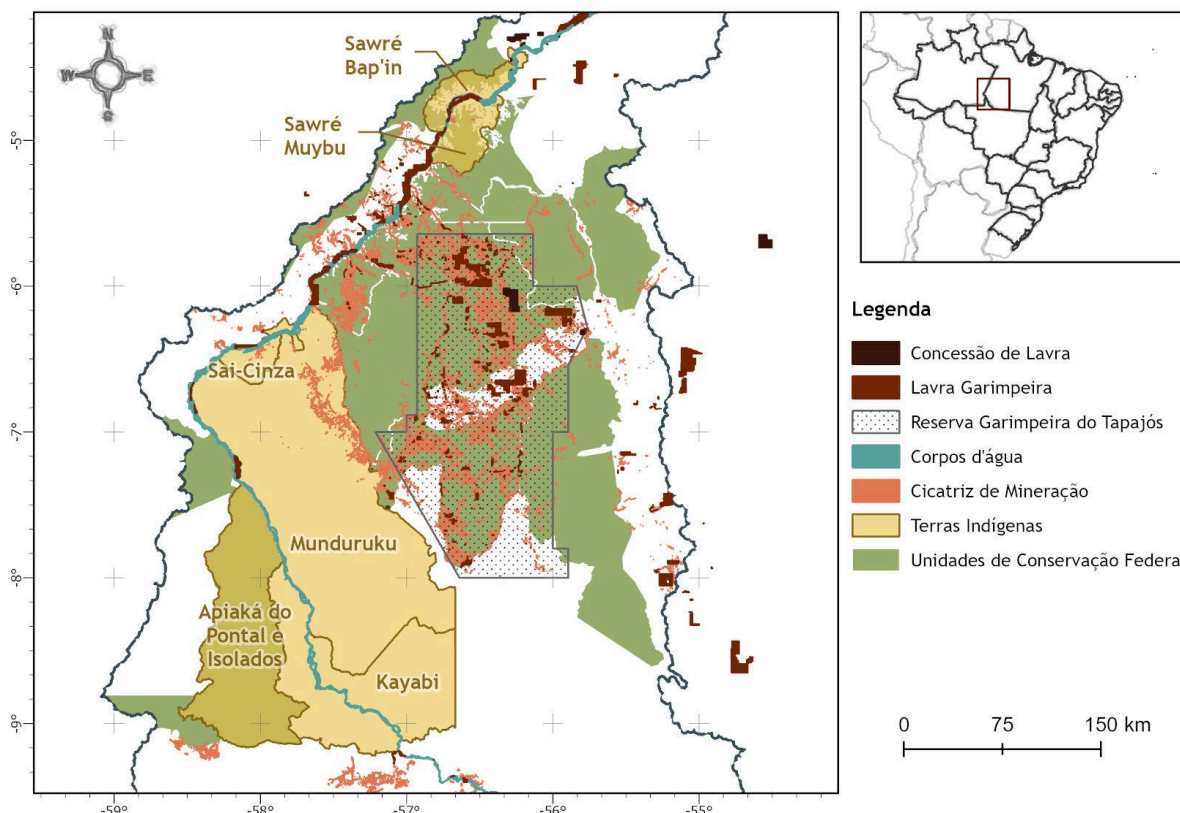 N
W
E
S
Sawré
Bap'in
Sawré
Muybu
Sai-Cinza
Munduruku
Apiaká do
Pontal e
Isolados
Kayabi
-5°
-6°
-7°
-8°
-9°
-59°
-58°
-57°
-56°
-55°
Legenda
Concessão de Lavra
Lavra Garimpeira
Reserva Garimpeira do Tapajós
Corpos d'água
Cicatriz de Mineração
Terras Indígenas
Unidades de Conservação Federa
0
75
150 km